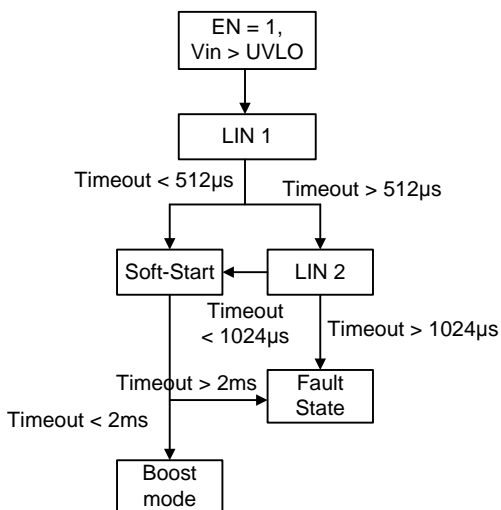 EN = 1,
Vin > UVLO
LIN 1
Timeout < 512µs
Timeout > 512µs
Soft-Start
LIN 2
Timeout
< 1024µs
Timeout > 1024µs
Timeout > 2ms
Fault
State
Timeout < 2ms
Boost
mode